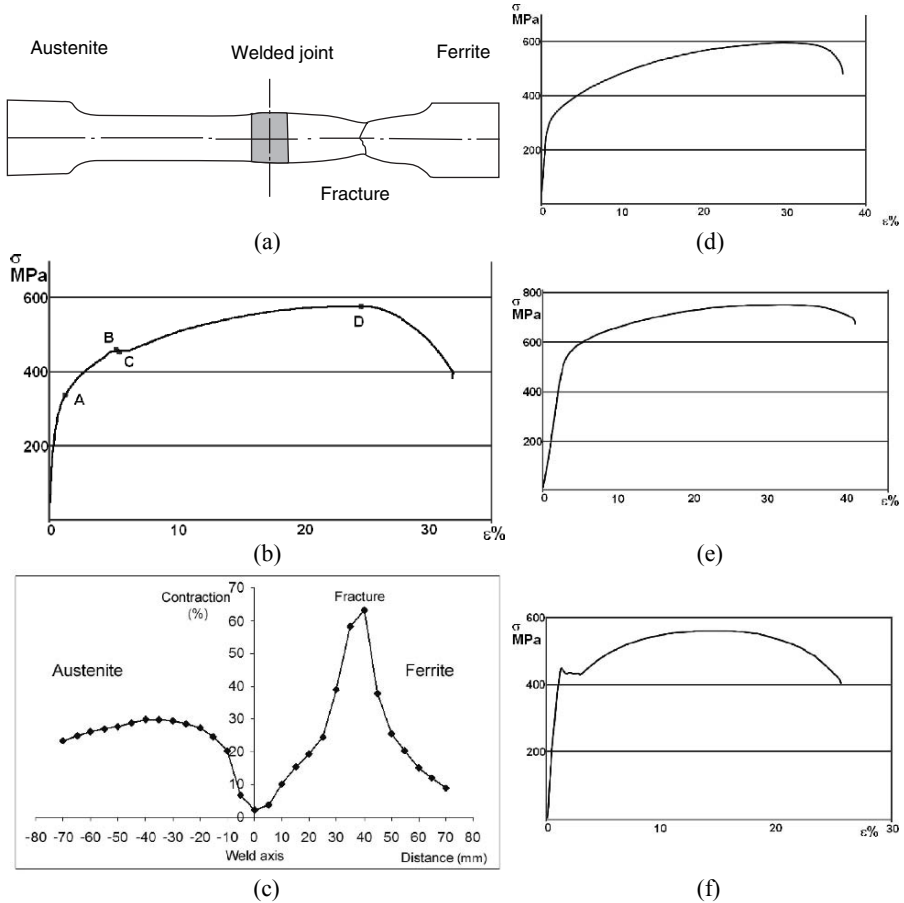 Austenite Welded joint Ferrite
Fracture
(a)
σ
MPa
600
400
200
0 10 20 30 40
ε%
(d)
σ
MPa
600
400
200
A
B
C
D
0 10 20 30
ε%
(b)
σ
MPa
800
600
400
200
0 10 20 30 40 ε%
(e)
Contraction
(%)
Fracture
Austenite
Ferrite
70
60
50
40
30
20
10
0
-80 -70 -60 -50 -40 -30 -20 -10 0 10 20 30 40 50 60 70 80
Weld axis
Distance (mm)
(c)
σ
MPa
600
400
200
0 10 20 30
ε%
(f)